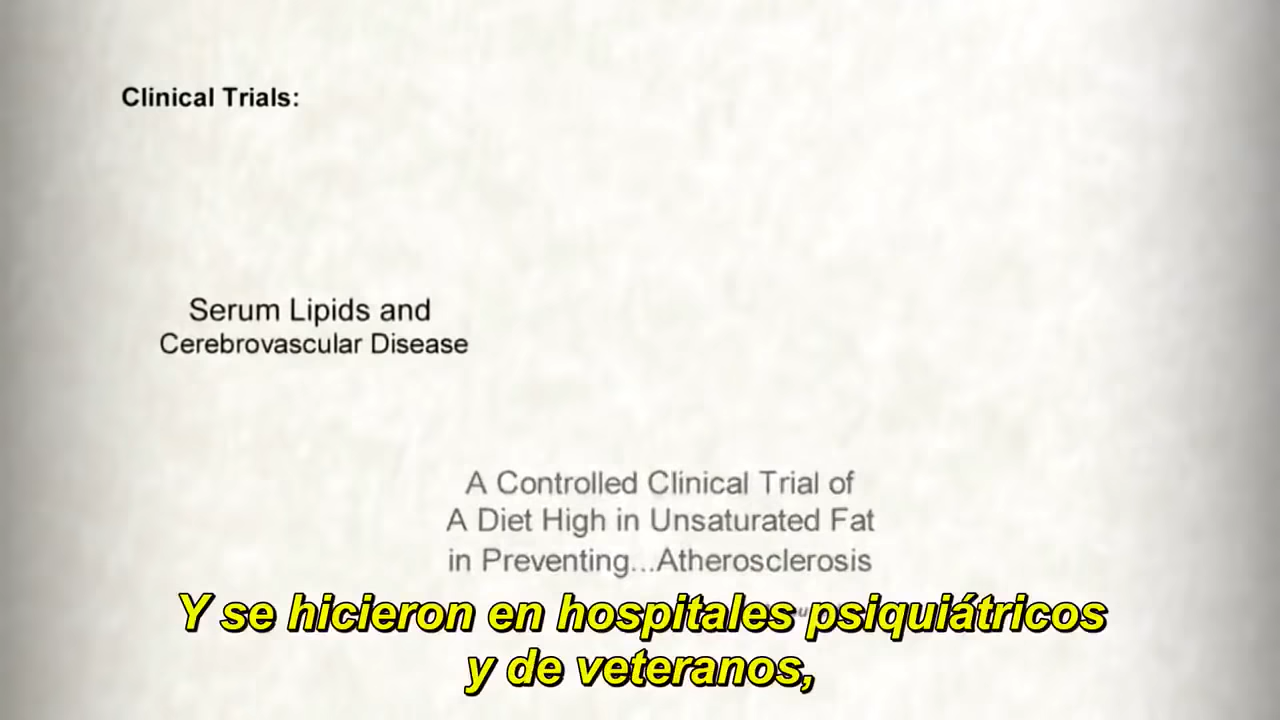 Clinical Trials:
Serum Lipids and
Cerebrovascular Disease
A Controlled Clinical Trial of
A Diet High in Unsaturated Fat
in Preventing...Atherosclerosis
Y se hicieron en hospitales psiquiátricos
y de veteranos,